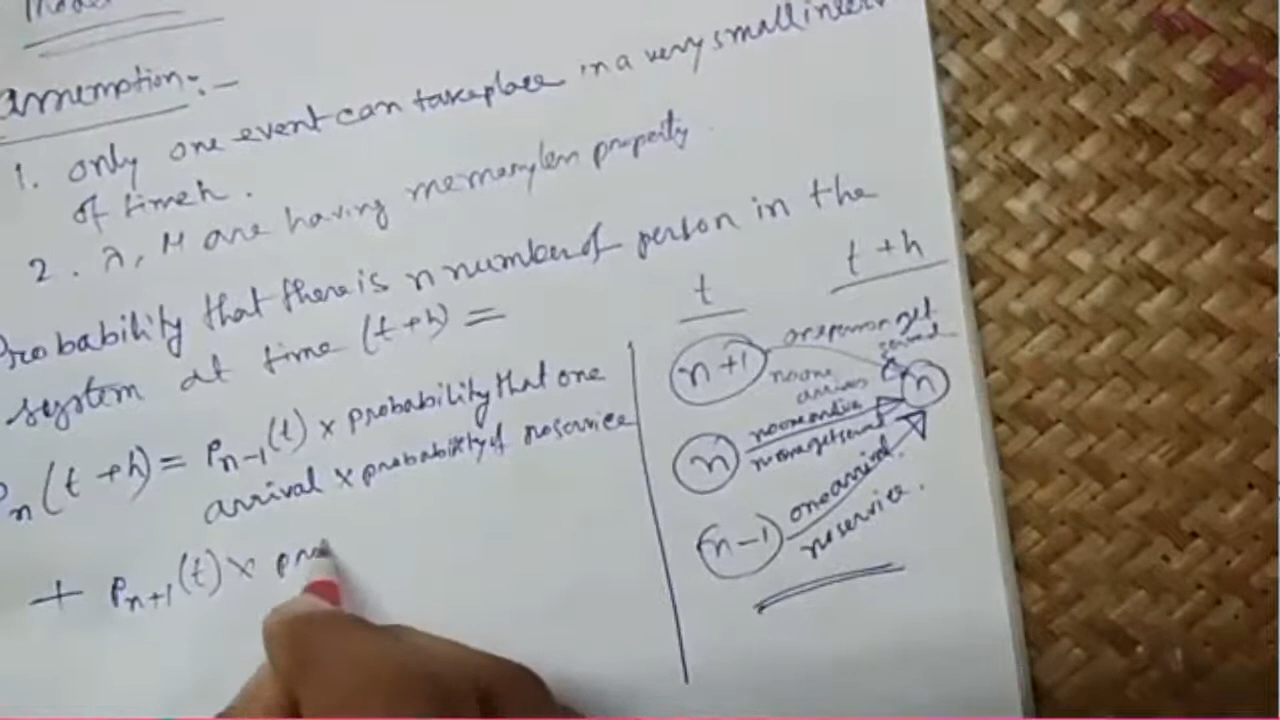 assumption:-
1. only one event can take place in a very small
of time h.
2. λ, μ are having memoryless property.
Probability that there is n number of person in the
system at time (t+h) =
Pn(t+h) = Pn-1(t) × probability that one
arrival × probability of no service
+ Pn+1(t) ×
t
t+h
n+1
one person get
served
no one
arrives
n
n
no one arrive
no one get served
(n-1)
one arrival.
no service.